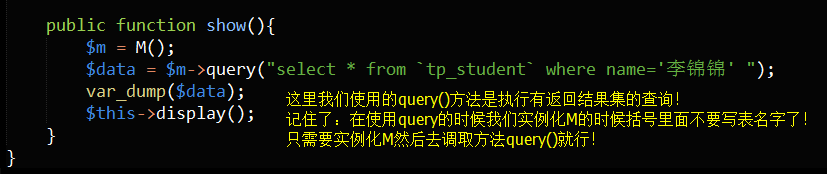 public function show(){
$m = M();
$data = $m->query("select * from `tp_student` where name='李锦锦' ");
var_dump($data);
这里我们使用的query()方法是执行有返回结果集的查询!
$this->display();
记住了：在使用query的时候我们实例化M的时候括号里面不要写表名字了!
}
只需要实例化M然后去调取方法query()就行!
}